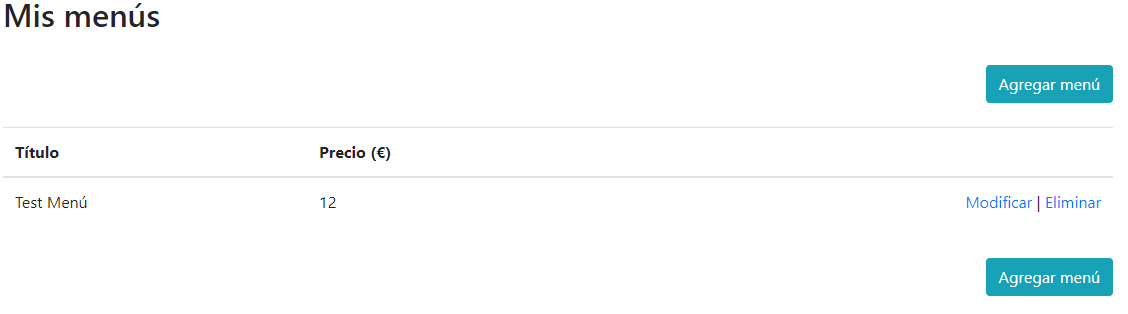 Mis menús
Agregar menú
Título Precio (€)
Test Menú 12 Modificar | Eliminar
Agregar menú